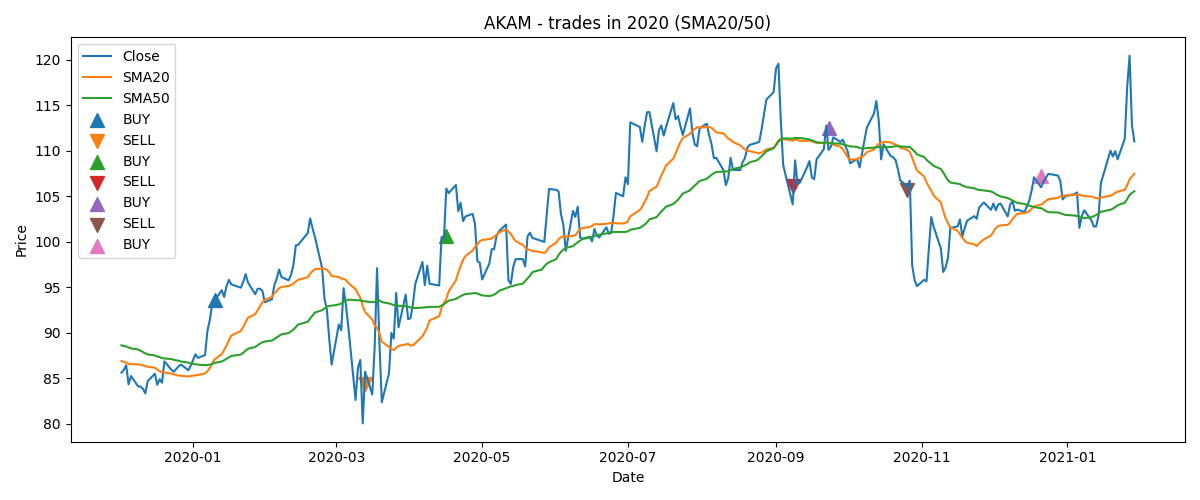 AKAM - trades in 2020 (SMA20/50)
Close
SMA20
SMA50
BUY
SELL
BUY
SELL
BUY
SELL
BUY
120
115
110
105
100
95
90
85
80
Price
2020-01
2020-03
2020-05
2020-07
2020-09
2020-11
2021-01
Date